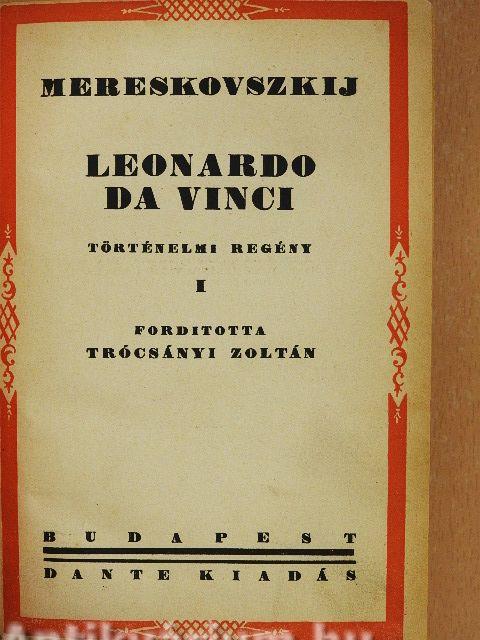 MERESKOVSZKIJ
LEONARDO
DA VINCI
TÖRTÉNELMI REGÉNY
I
FORDITOTTA
TRÓCSÁNYI ZOLTÁN
BUDAPEST
DANTE KIADÁS